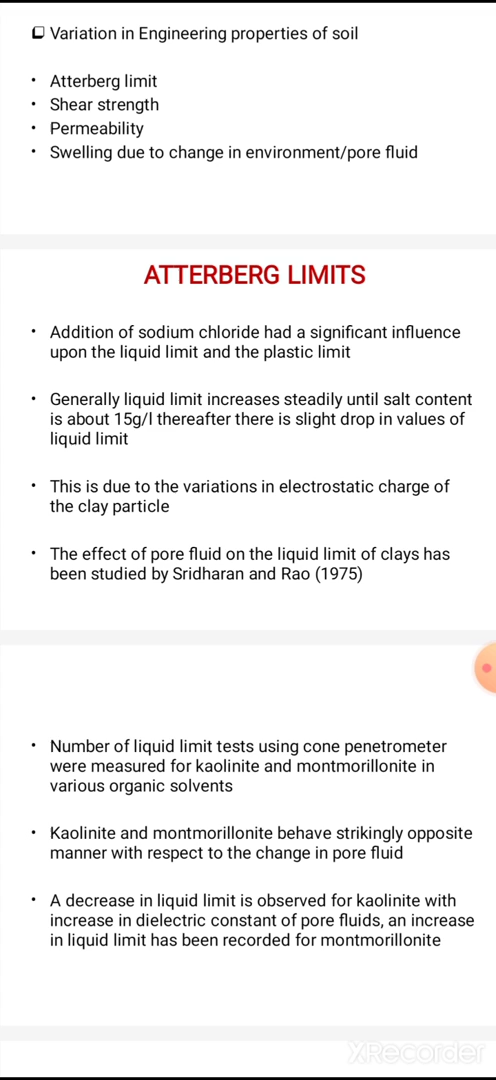 ❑ Variation in Engineering properties of soil
• Atterberg limit
• Shear strength
• Permeability
• Swelling due to change in environment/pore fluid
ATTERBERG LIMITS
• Addition of sodium chloride had a significant influence
upon the liquid limit and the plastic limit
• Generally liquid limit increases steadily until salt content
is about 15g/l thereafter there is slight drop in values of
liquid limit
• This is due to the variations in electrostatic charge of
the clay particle
• The effect of pore fluid on the liquid limit of clays has
been studied by Sridharan and Rao (1975)
• Number of liquid limit tests using cone penetrometer
were measured for kaolinite and montmorillonite in
various organic solvents
• Kaolinite and montmorillonite behave strikingly opposite
manner with respect to the change in pore fluid
• A decrease in liquid limit is observed for kaolinite with
increase in dielectric constant of pore fluids, an increase
in liquid limit has been recorded for montmorillonite
XRecorder